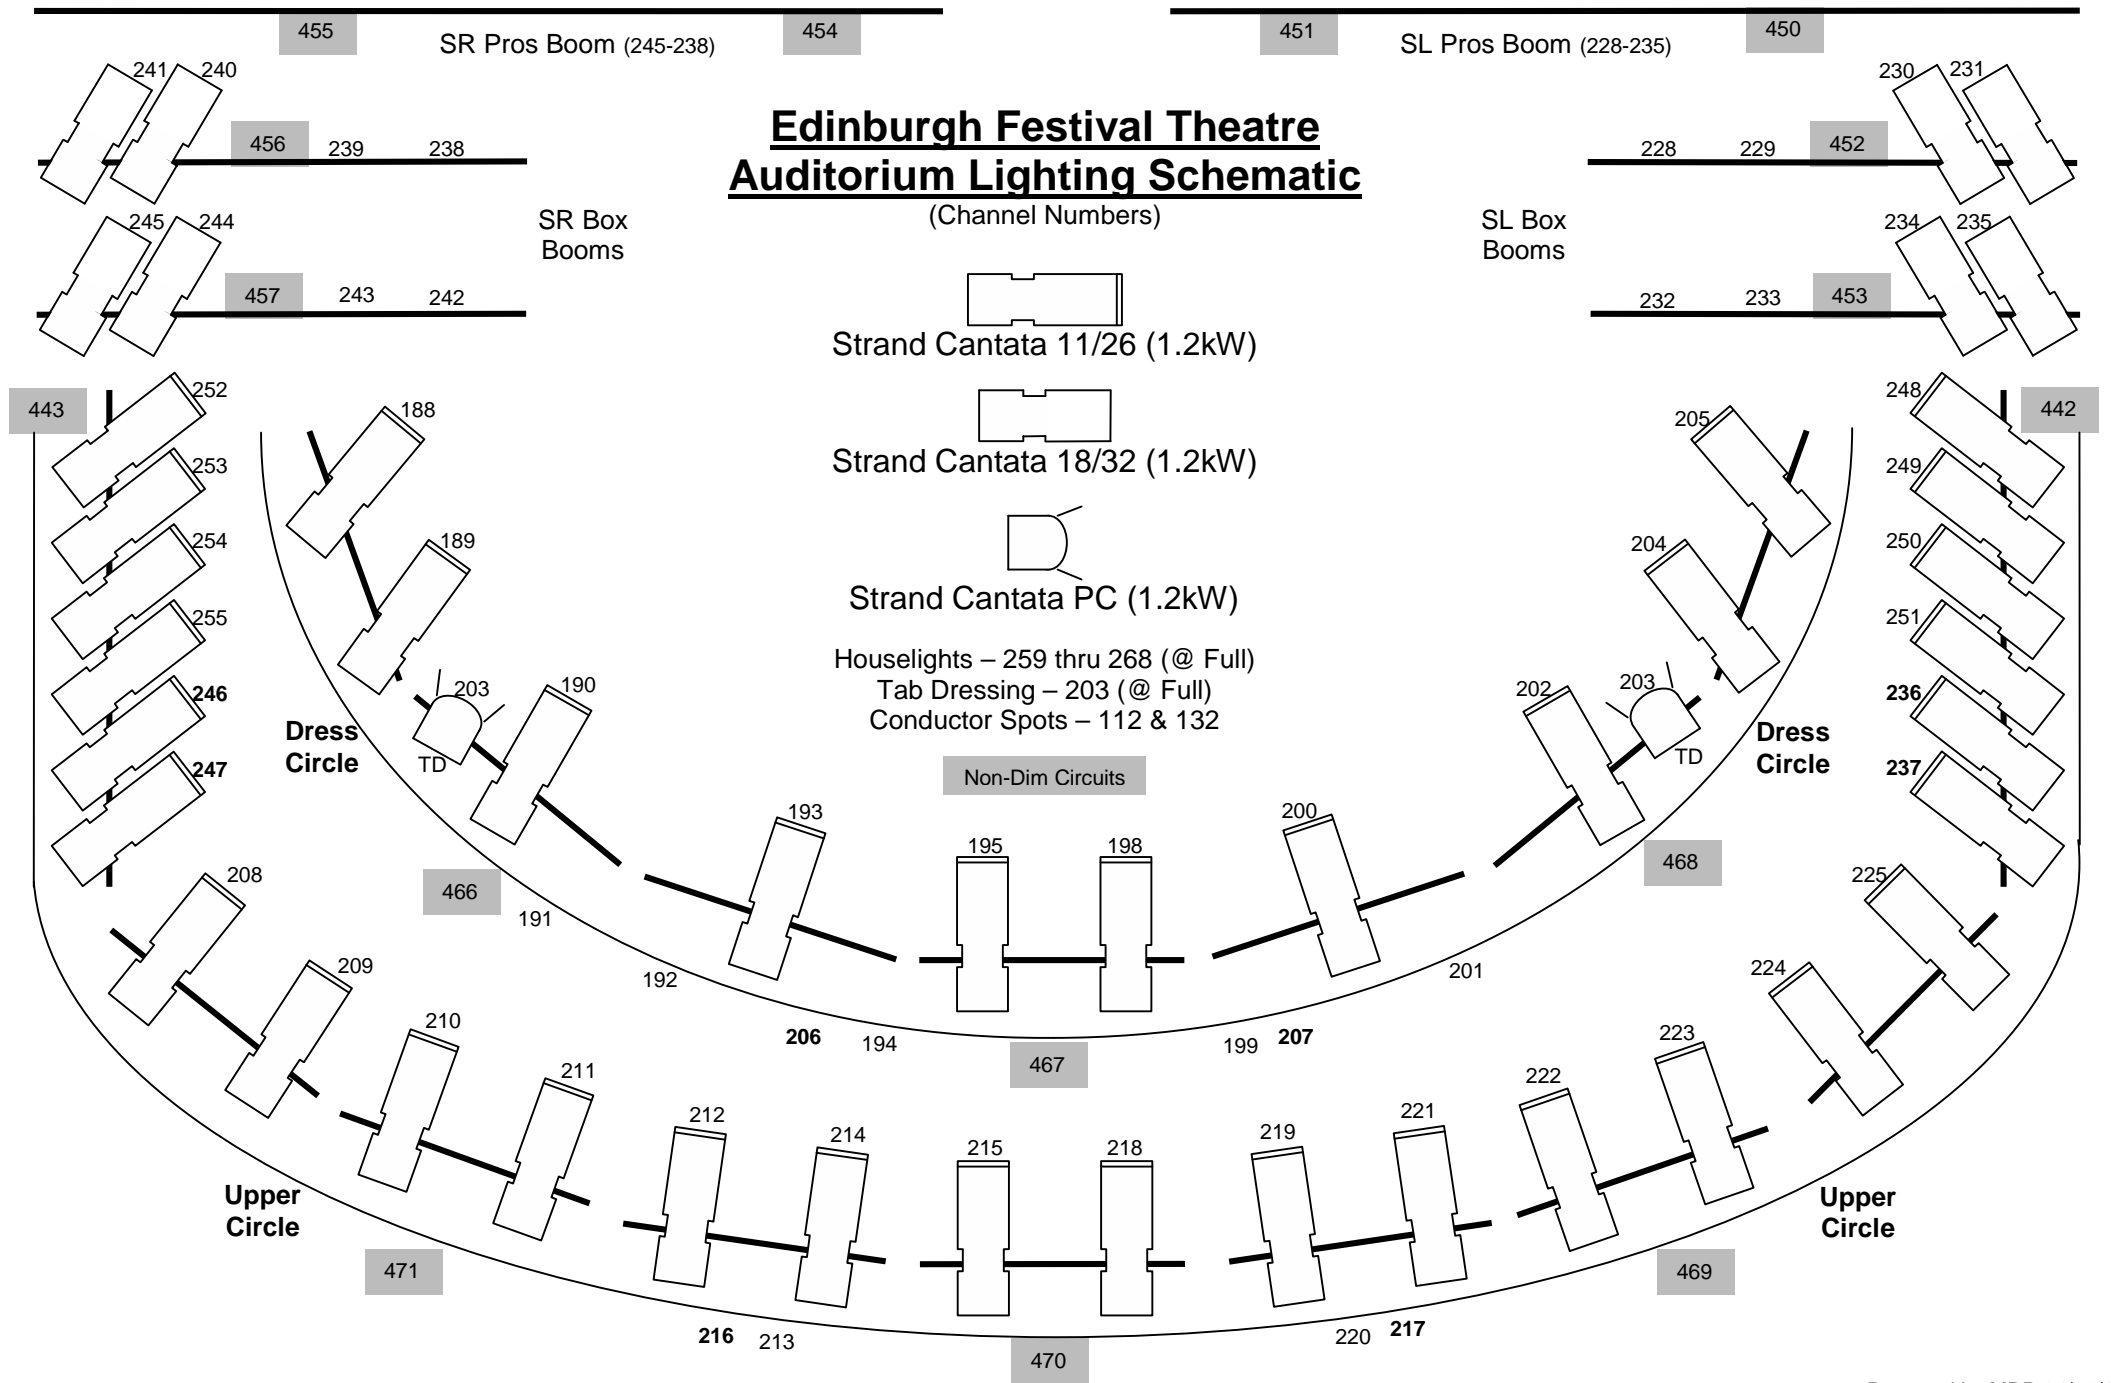 455
SR Pros Boom (245-238)
454
451
SL Pros Boom (228-235)
450
241 240
230 231
Edinburgh Festival Theatre
Auditorium Lighting Schematic
(Channel Numbers)
456 239 238
228 229 452
245 244
SR Box
Booms
SL Box
Booms
234 235
457 243 242
232 233 453
Strand Cantata 11/26 (1.2kW)
Strand Cantata 18/32 (1.2kW)
Strand Cantata PC (1.2kW)
Houselights – 259 thru 268 (@ Full)
Tab Dressing – 203 (@ Full)
Conductor Spots – 112 & 132
Non-Dim Circuits
443
252
253
254
255
246
247
188
189
203
TD
190
Dress
Circle
205
204
203
TD
202
Dress
Circle
248
249
250
251
236
237
442
193
195
198
200
466
191
192
206
194
467
199
207
201
468
208
209
210
211
212
214
215
218
219
221
222
223
224
225
Upper
Circle
Upper
Circle
471
216
213
470
220
217
469